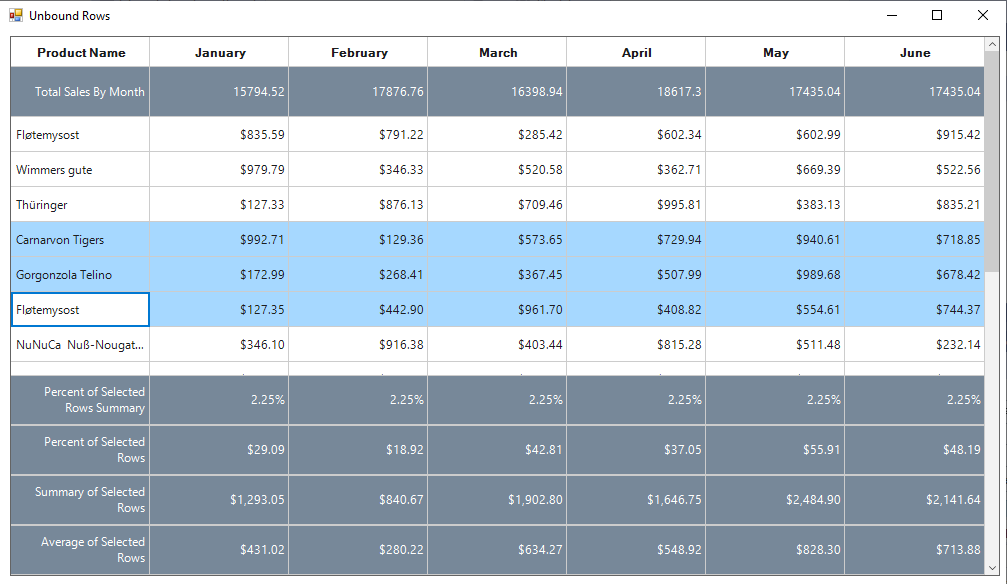 Unbound Rows
Product Name January February March April May June
Total Sales By Month 15794.52 17876.76 16398.94 18617.3 17435.04 17435.04
Fløtemysost $835.59 $791.22 $285.42 $602.34 $602.99 $915.42
Wimmers gute $979.79 $346.33 $520.58 $362.71 $669.39 $522.56
Thüringer $127.33 $876.13 $709.46 $995.81 $383.13 $835.21
Carnarvon Tigers $992.71 $129.36 $573.65 $729.94 $940.61 $718.85
Gorgonzola Telino $172.99 $268.41 $367.45 $507.99 $989.68 $678.42
Fløtemysost $127.35 $442.90 $961.70 $408.82 $554.61 $744.37
NuNuCa  Nuß-Nougat... $346.10 $916.38 $403.44 $815.28 $511.48 $232.14
Percent of Selected
Rows Summary 2.25% 2.25% 2.25% 2.25% 2.25% 2.25%
Percent of Selected
Rows $29.09 $18.92 $42.81 $37.05 $55.91 $48.19
Summary of Selected
Rows $1,293.05 $840.67 $1,902.80 $1,646.75 $2,484.90 $2,141.64
Average of Selected
Rows $431.02 $280.22 $634.27 $548.92 $828.30 $713.88